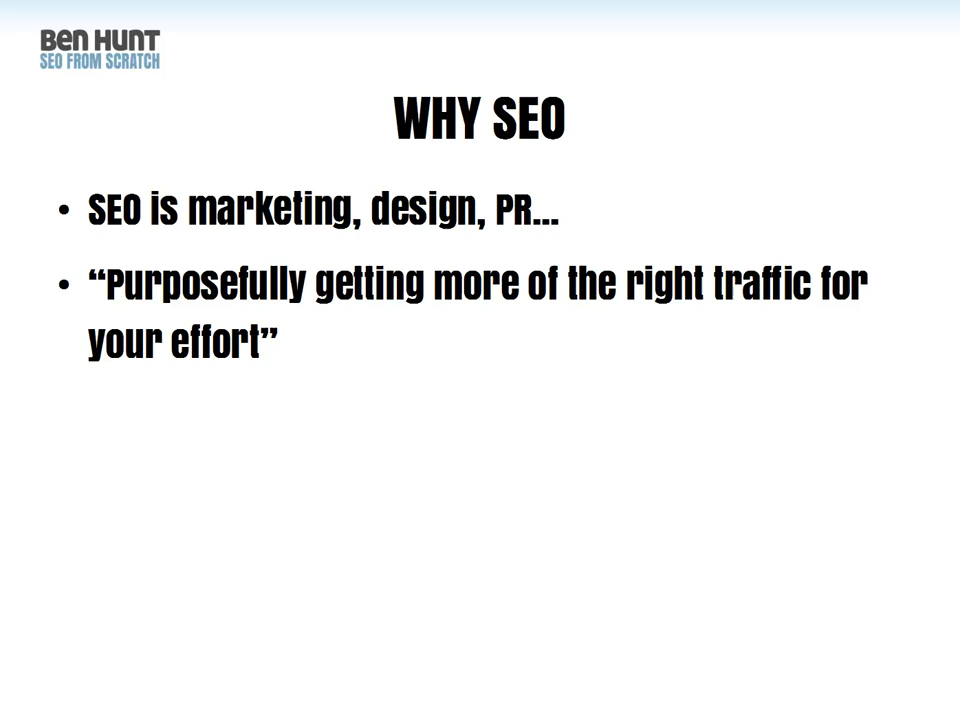 Ben Hunt
SEO FROM SCRATCH
WHY SEO
• SEO is marketing, design, PR...
• “Purposefully getting more of the right traffic for
your effort”